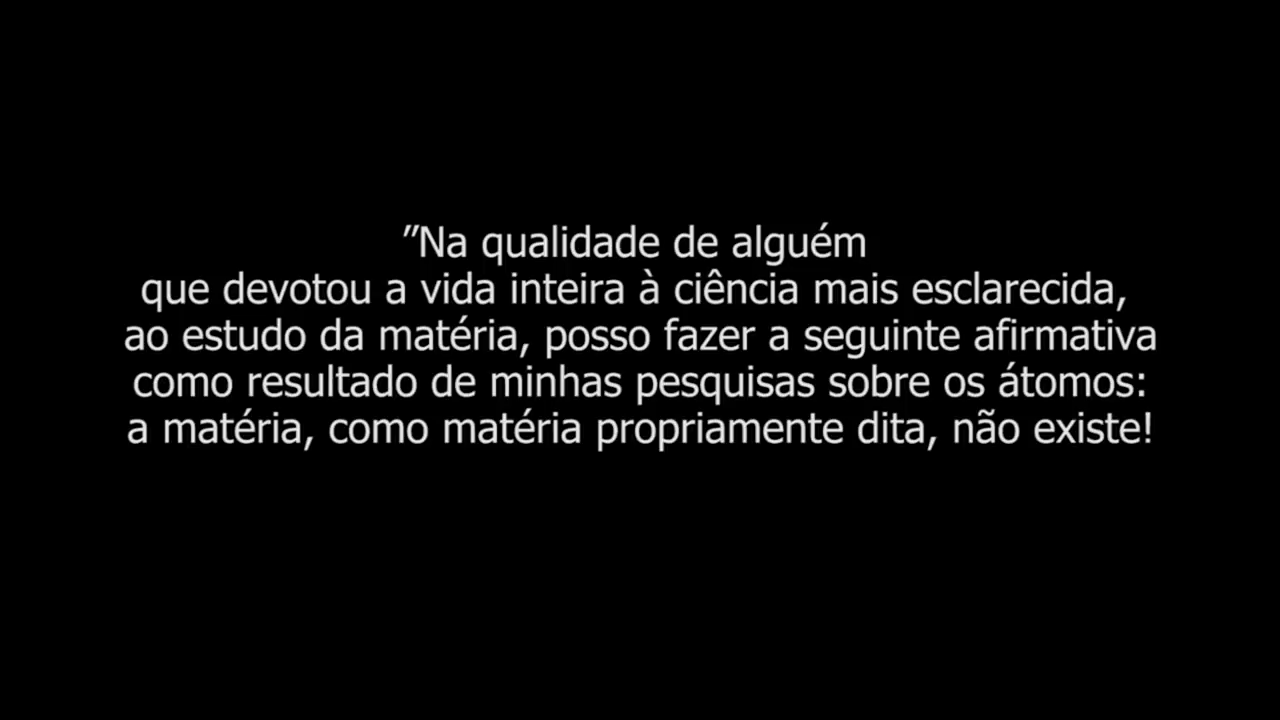 ”Na qualidade de alguém
que devotou a vida inteira à ciência mais esclarecida,
ao estudo da matéria, posso fazer a seguinte afirmativa
como resultado de minhas pesquisas sobre os átomos:
a matéria, como matéria propriamente dita, não existe!